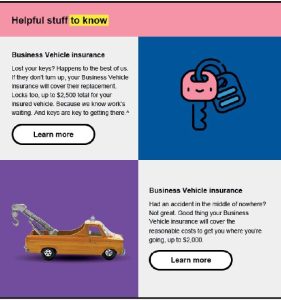 Helpful stuff to know
Business Vehicle insurance
Lost your keys? Happens to the best of us.
If they don't turn up, your Business Vehicle
insurance will cover their replacement.
Locks too, up to $2,500 total for your
insured vehicle. Because we know work's
waiting. And keys are key to getting there.^
Learn more
Business Vehicle insurance
Had an accident in the middle of nowhere?
Not great. Good thing your Business
Vehicle insurance will cover the
reasonable costs to get you where you're
going, up to $2,000.
Learn more